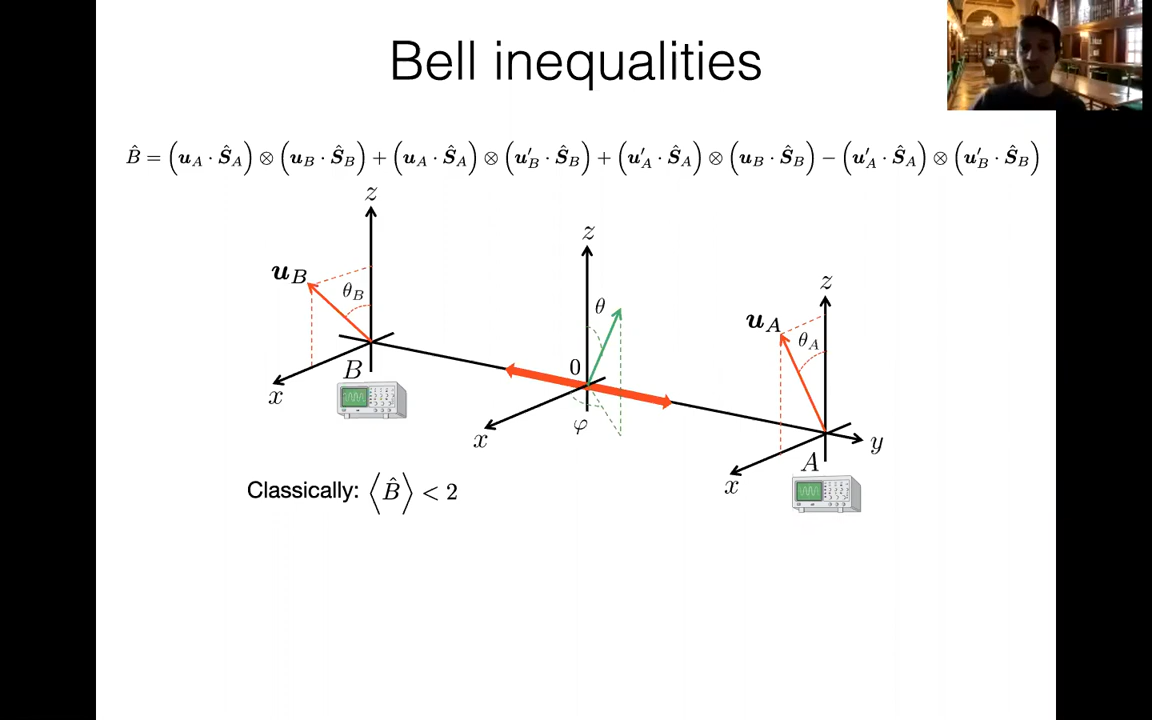 Bell inequalities
B̂ = (u_A · Ŝ_A) ⊗ (u_B · Ŝ_B) + (u_A · Ŝ_A) ⊗ (u′_B · Ŝ_B) + (u′_A · Ŝ_A) ⊗ (u_B · Ŝ_B) − (u′_A · Ŝ_A) ⊗ (u′_B · Ŝ_B)
z
u_B
θ_B
B
x
z
θ
0
x
φ
z
u_A
θ_A
y
A
x
Classically: ⟨B̂⟩ < 2